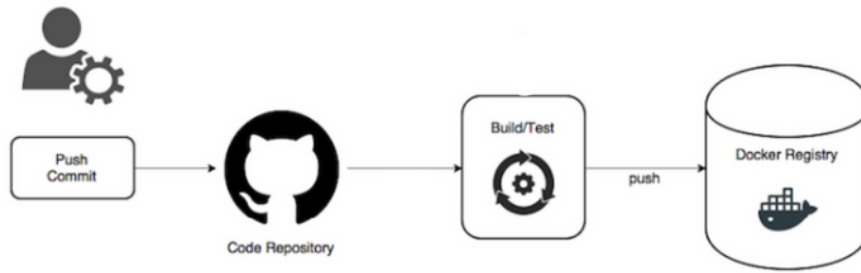 Push
Commit
Code Repository
Build/Test
push
Docker Registry